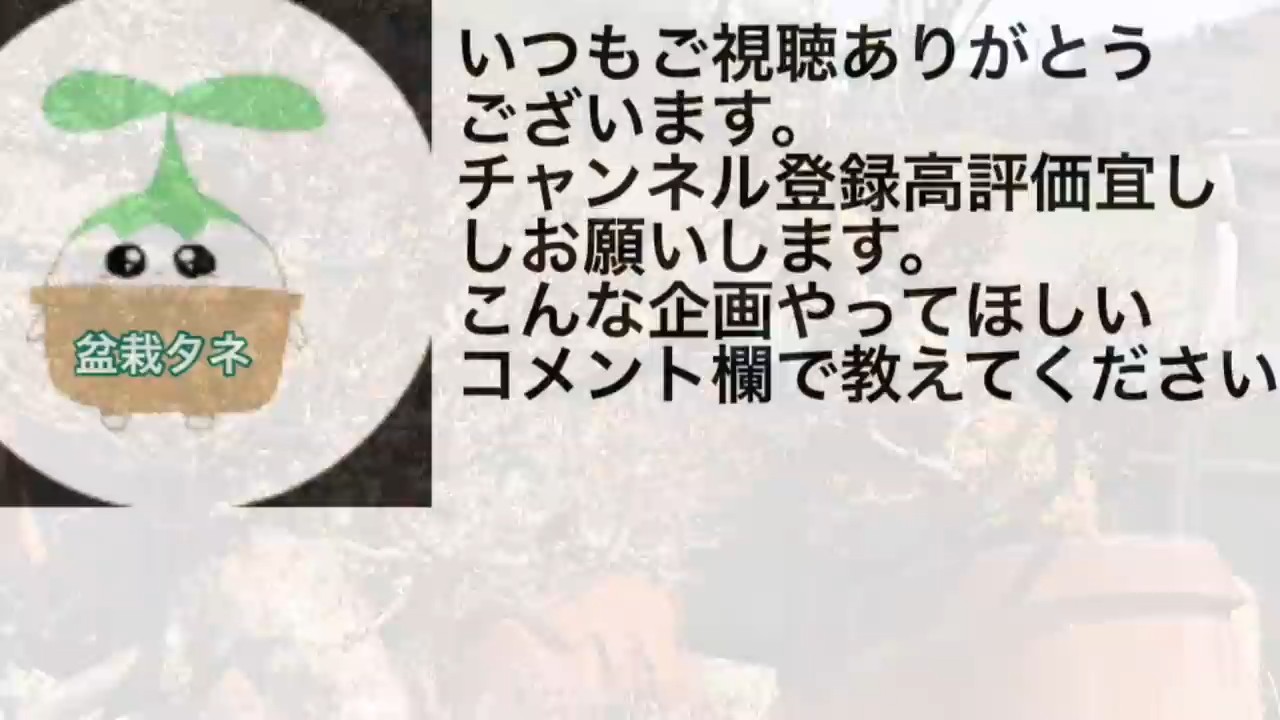 いつもご視聴ありがとう
ございます。
チャンネル登録高評価宜し
しお願いします。
こんな企画やってほしい
コメント欄で教えてください
盆栽タネ